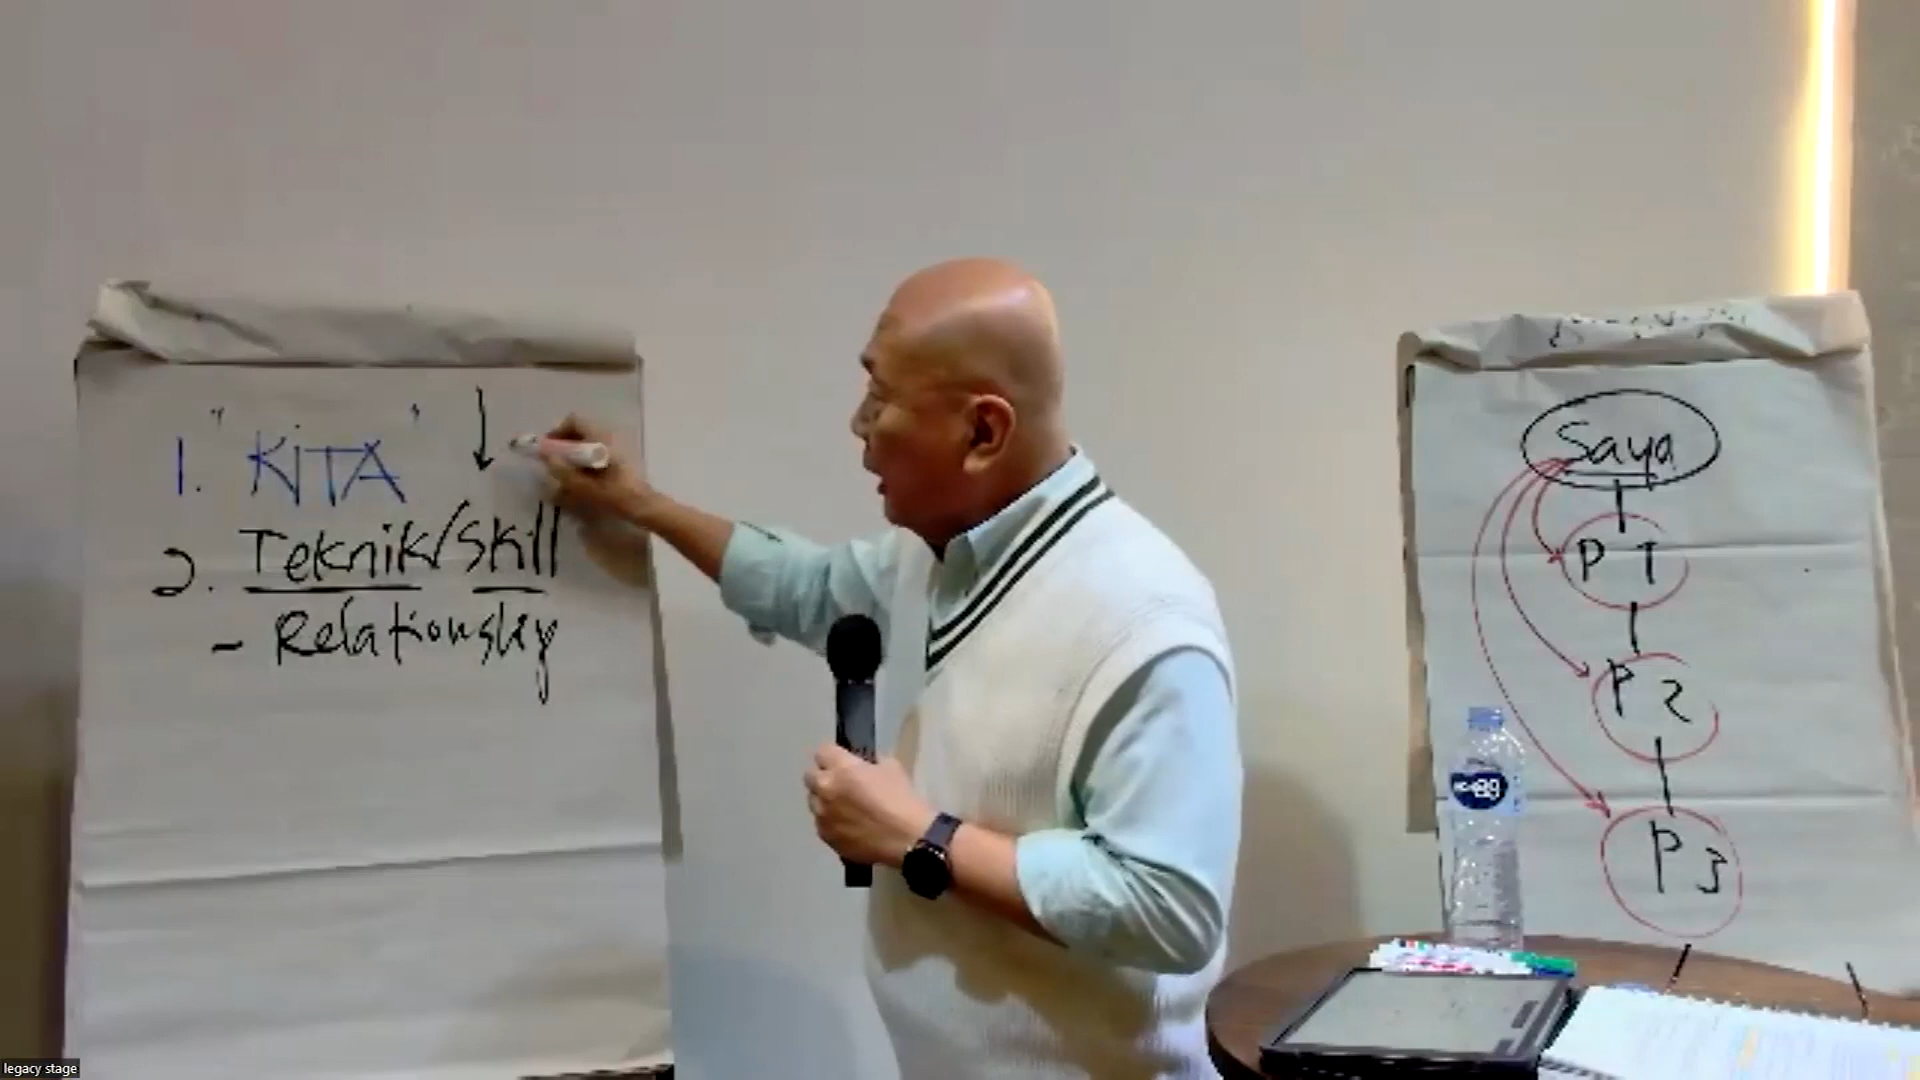 1. "KiTA"
2. Teknik/Skill
- Relationship
Saya
P 1
P 2
P 3
legacy stage